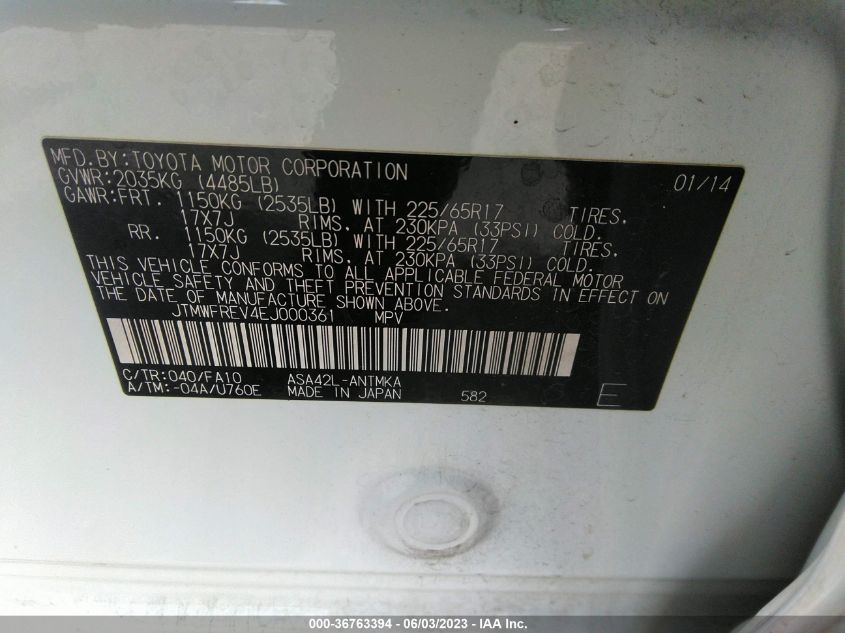 MFD.BY:TOYOTA MOTOR CORPORATION 01/14
GVWR:2035KG (4485LB)
GAWR:FRT. 1150KG (2535LB) WITH 225/65R17 TIRES,
17X7J RIMS, AT 230KPA (33PSI) COLD.
RR. 1150KG (2535LB) WITH 225/65R17 TIRES,
17X7J RIMS, AT 230KPA (33PSI) COLD.
THIS VEHICLE CONFORMS TO ALL APPLICABLE FEDERAL MOTOR
VEHICLE SAFETY AND THEFT PREVENTION STANDARDS IN EFFECT ON
THE DATE OF MANUFACTURE SHOWN ABOVE.
JTMWFREV4EJ000361 MPV
C/TR:040/FA10 ASA42L-ANTMKA
A/TM:-04A/U760E MADE IN JAPAN 582 E
000-36763394 - 06/03/2023 - IAA Inc.